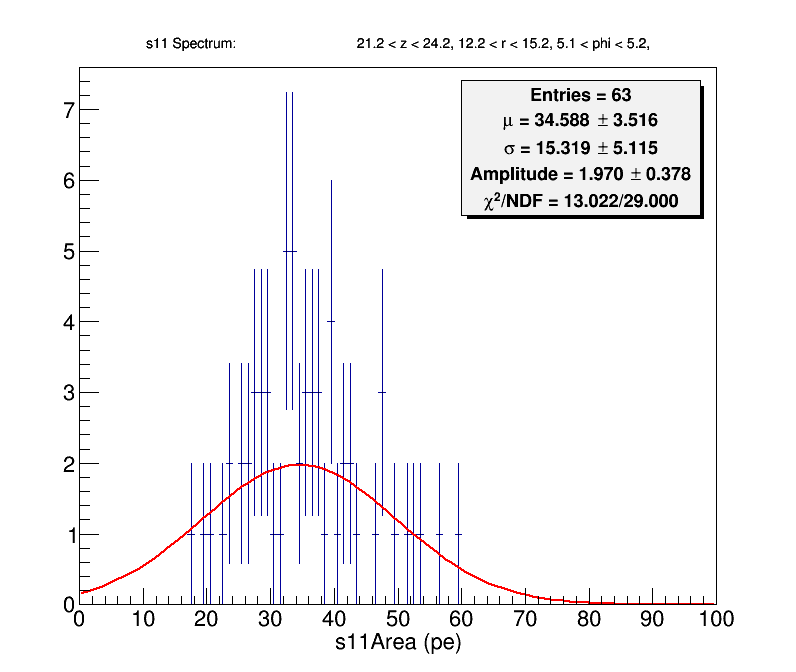 s11 Spectrum: 21.2 < z < 24.2, 12.2 < r < 15.2, 5.1 < phi < 5.2,
Entries = 63
μ = 34.588 ± 3.516
σ = 15.319 ± 5.115
Amplitude = 1.970 ± 0.378
χ²/NDF = 13.022/29.000
7
6
5
4
3
2
1
0
0 10 20 30 40 50 60 70 80 90 100
s11Area (pe)